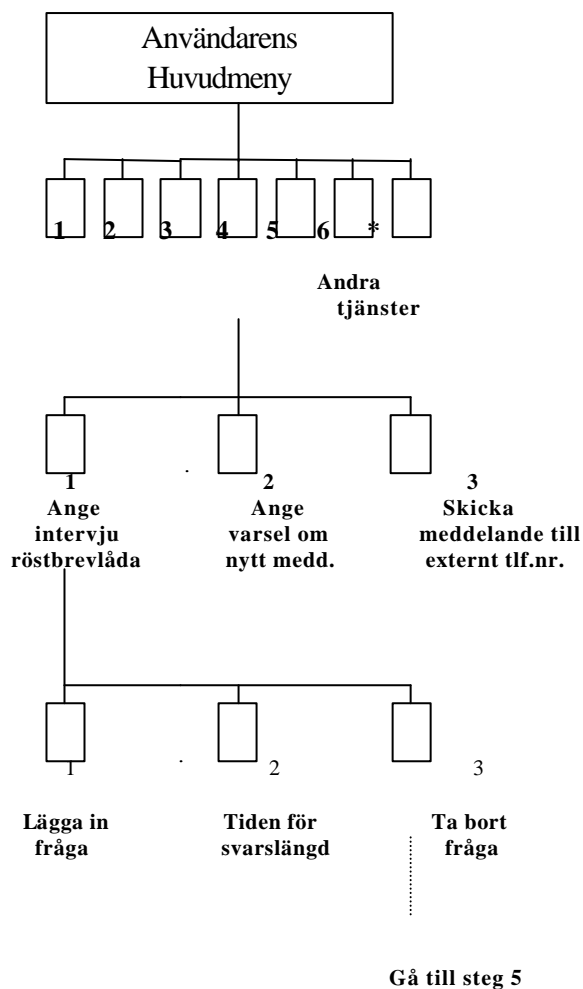 Användarens
Huvudmeny
1 2 3 4 5 6 *
Andra
tjänster
1 2 3
Ange Ange Skicka
intervju varsel om meddelande till
röstbrevlåda nytt medd. externt tlf.nr.
1 2 3
Lägga in Tiden för Ta bort
fråga svarslängd fråga
Gå till steg 5